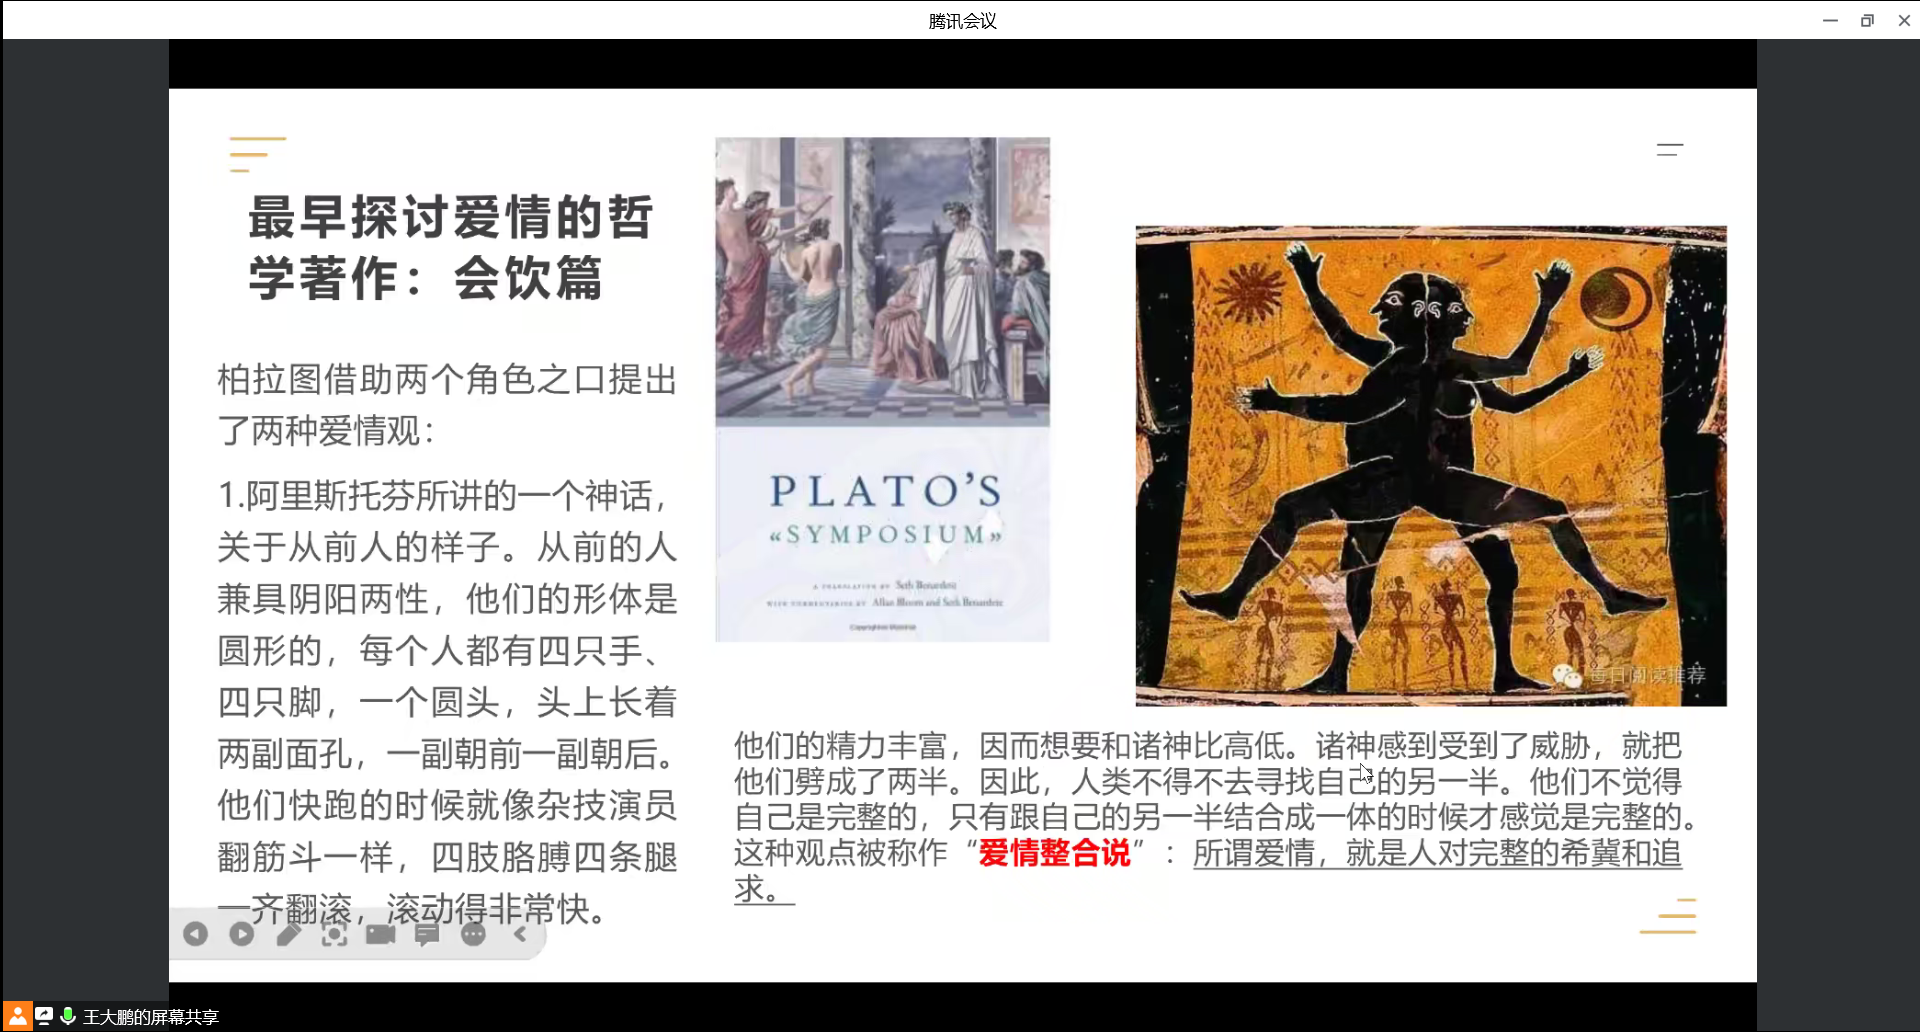 腾讯会议
最早探讨爱情的哲
学著作：会饮篇
柏拉图借助两个角色之口提出
了两种爱情观：
1.阿里斯托芬所讲的一个神话，
关于从前人的样子。从前的人
兼具阴阳两性，他们的形体是
圆形的，每个人都有四只手、
四只脚，一个圆头，头上长着
两副面孔，一副朝前一副朝后。
他们快跑的时候就像杂技演员
翻筋斗一样，四肢胳膊四条腿
一齐翻滚，滚动得非常快。
PLATO'S
«SYMPOSIUM»
A TRANSLATION BY Seth Benardete
WITH COMMENTARIES BY Allan Bloom and Seth Benardete
Copyrighted Material
每日阅读推荐
他们的精力丰富，因而想要和诸神比高低。诸神感到受到了威胁，就把
他们劈成了两半。因此，人类不得不去寻找自己的另一半。他们不觉得
自己是完整的，只有跟自己的另一半结合成一体的时候才感觉是完整的。
这种观点被称作“爱情整合说”：所谓爱情，就是人对完整的希冀和追
求。
王大鹏的屏幕共享